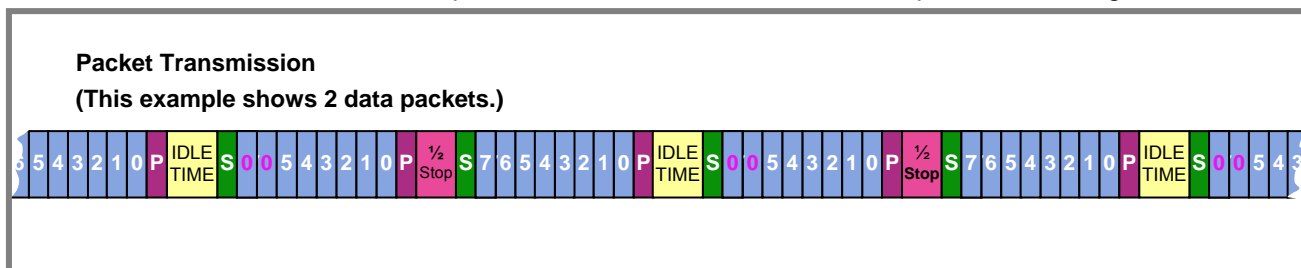 Packet Transmission
(This example shows 2 data packets.)
5 4 3 2 1 0 P IDLE TIME S 0 0 5 4 3 2 1 0 P ½ Stop S 7 6 5 4 3 2 1 0 P IDLE TIME S 0 0 5 4 3 2 1 0 P ½ Stop S 7 6 5 4 3 2 1 0 P IDLE TIME S 0 0 5 4 3